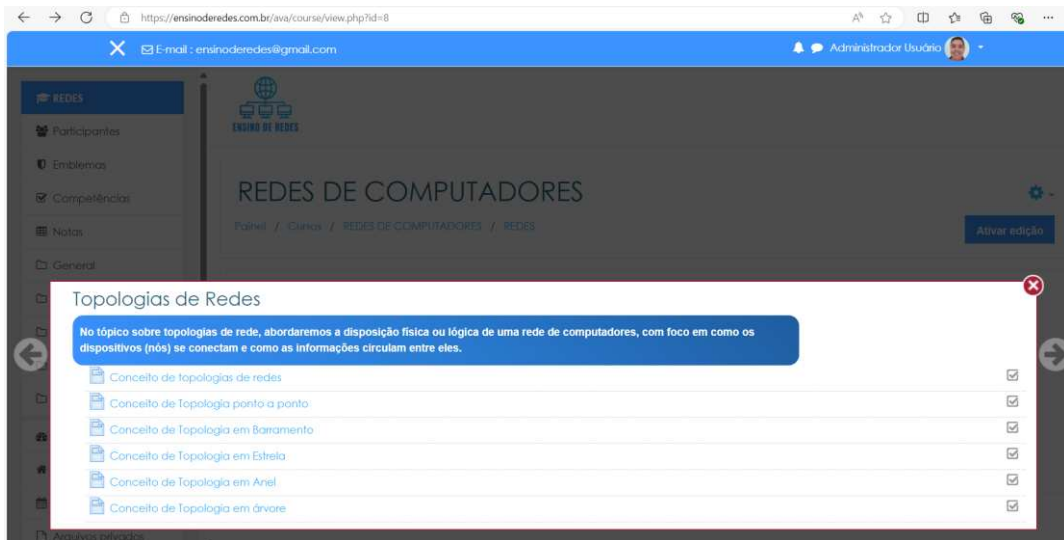 https://ensinoderedes.com.br/ava/course/view.php?id=8
E-mail : ensinoderedes@gmail.com
Administrador Usuário
REDES
Participantes
Emblemas
Competências
Notas
General
ENSINO DE REDES
REDES DE COMPUTADORES
Painel / Cursos / REDES DE COMPUTADORES / REDES
Ativar edição
Topologias de Redes
No tópico sobre topologias de rede, abordaremos a disposição física ou lógica de uma rede de computadores, com foco em como os
dispositivos (nós) se conectam e como as informações circulam entre eles.
Conceito de topologias de redes
Conceito de Topologia ponto a ponto
Conceito de Topologia em Barramento
Conceito de Topologia em Estrela
Conceito de Topologia em Anel
Conceito de Topologia em árvore
Arquivos privados